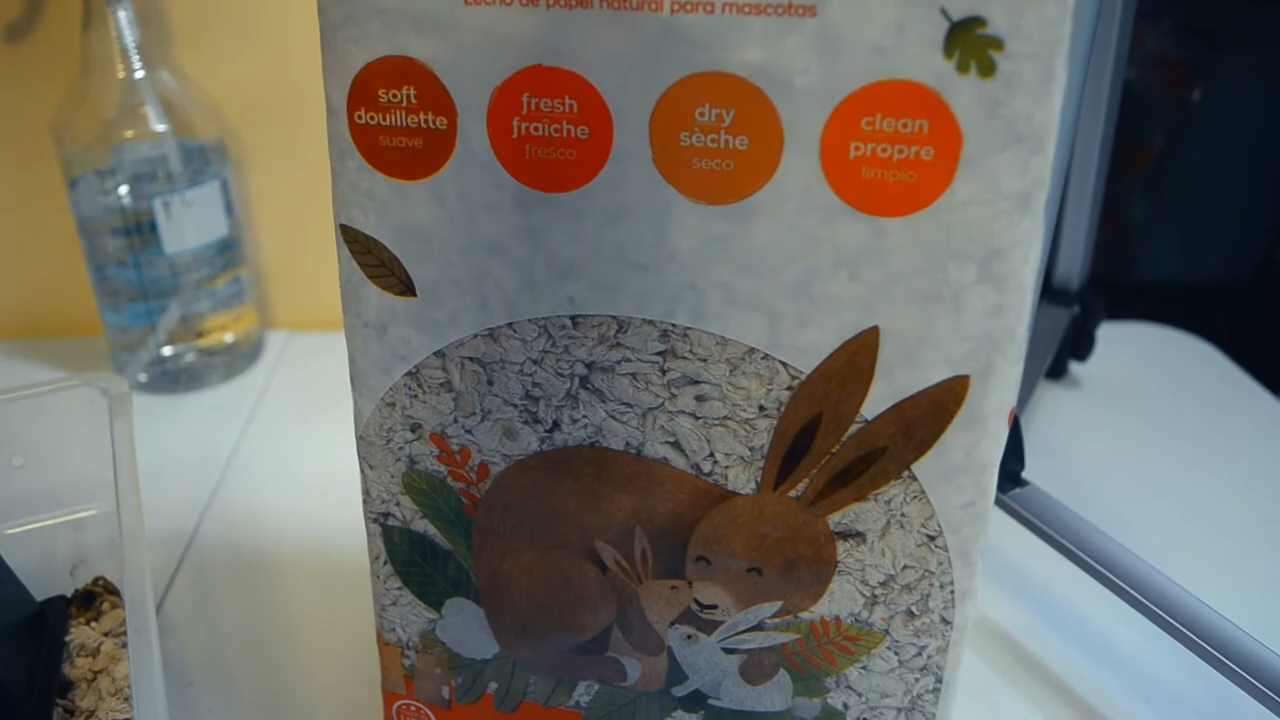 Lecho de papel natural para mascotas
soft
douillette
suave
fresh
fraîche
fresco
dry
sèche
seco
clean
propre
limpio